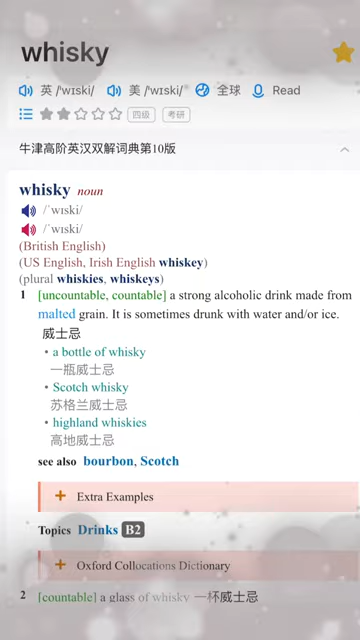 whisky
英 /ˈwɪski/ 美 /ˈwɪski/ 全球 Read
四级 考研
牛津高阶英汉双解词典第10版
whisky noun
/ˈwɪski/
/ˈwɪski/
(British English)
(US English, Irish English whiskey)
(plural whiskies, whiskeys)
1 [uncountable, countable] a strong alcoholic drink made from
malted grain. It is sometimes drunk with water and/or ice.
威士忌
• a bottle of whisky
一瓶威士忌
• Scotch whisky
苏格兰威士忌
• highland whiskies
高地威士忌
see also bourbon, Scotch
+ Extra Examples
Topics Drinks B2
+ Oxford Collocations Dictionary
2 [countable] a glass of whisky 一杯威士忌